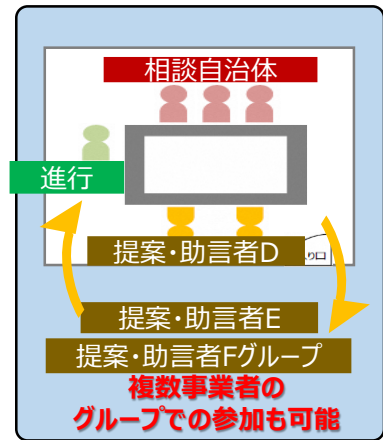 相談自治体
進行
提案・助言者D
り口
提案・助言者E
提案・助言者Fグループ
複数事業者の
グループでの参加も可能